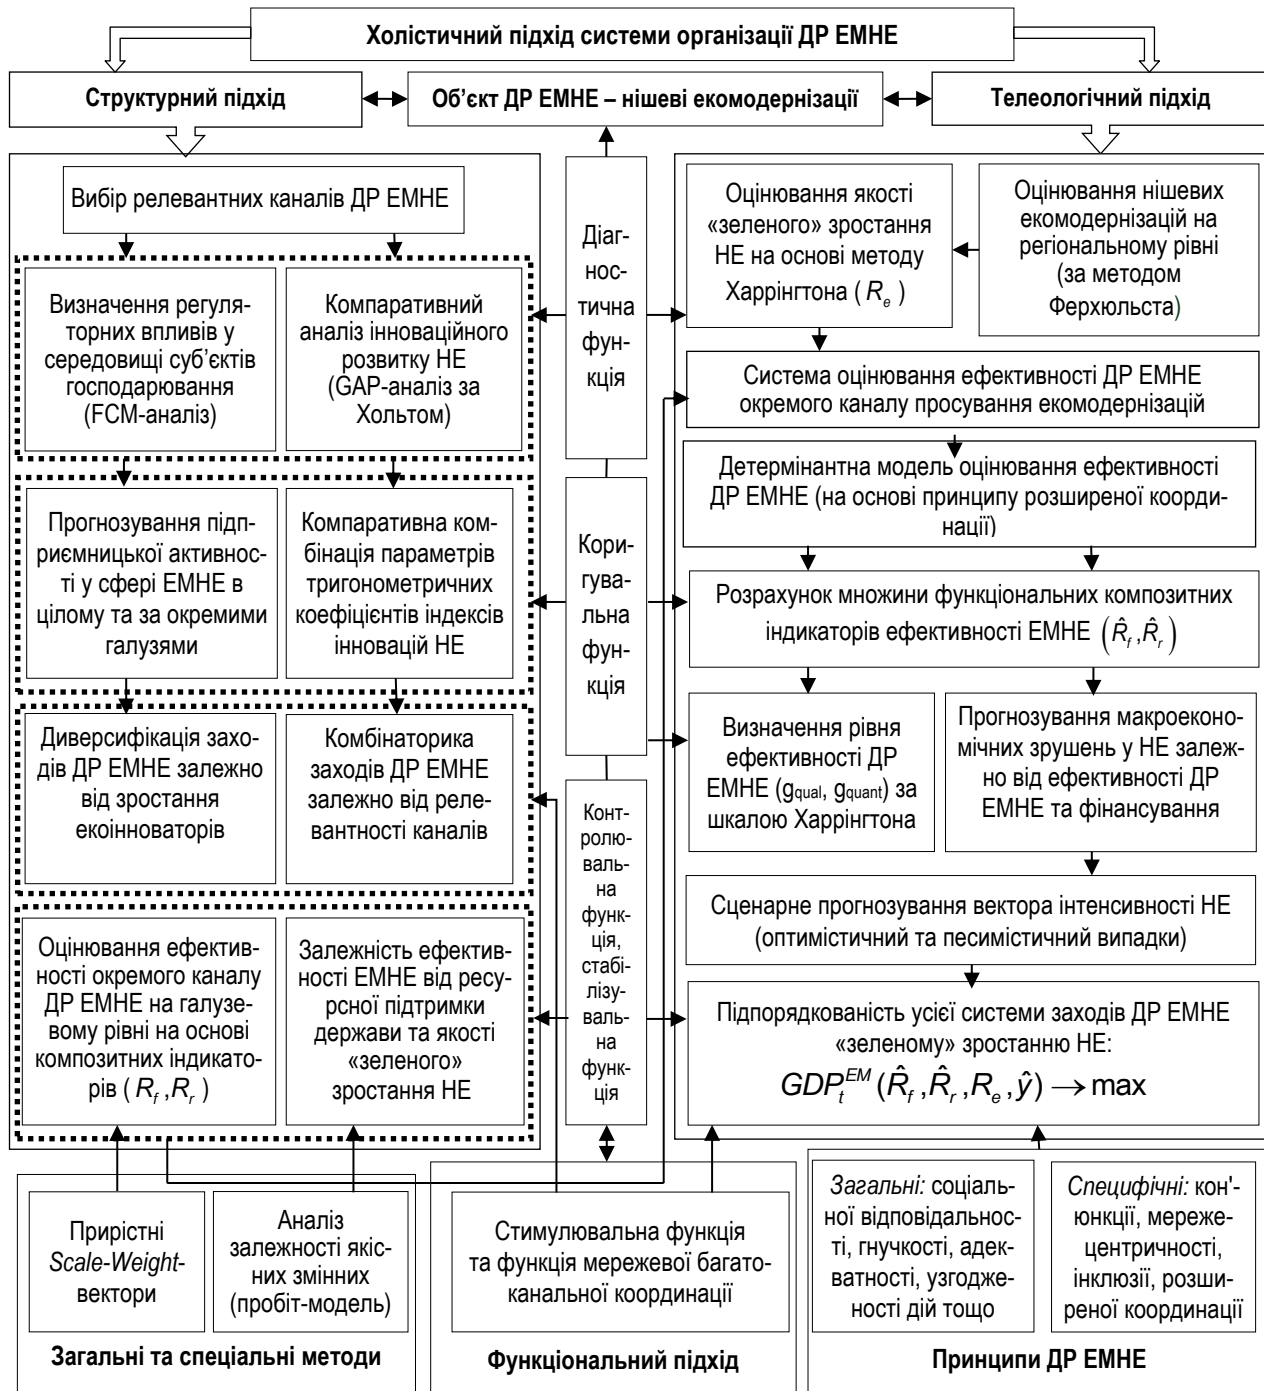 Холістичний підхід системи організації ДР ЕМНЕ
Структурний підхід
Об'єкт ДР ЕМНЕ – нішеві екомодернізації
Телеологічний підхід
Вибір релевантних каналів ДР ЕМНЕ
Визначення регуля-
торних впливів у
середовищі суб'єктів
господарювання
(FCM-аналіз)
Компаративний
аналіз інноваційного
розвитку НЕ
(GAP-аналіз за
Хольтом)
Прогнозування підп-
риємницької активнос-
ті у сфері ЕМНЕ в
цілому та за окремими
галузями
Компаративна ком-
бінація параметрів
тригонометричних
коефіцієнтів індексів
інновацій НЕ
Диверсифікація захо-
дів ДР ЕМНЕ залежно
від зростання
екоінноваторів
Комбінаторика
заходів ДР ЕМНЕ
залежно від реле-
вантності каналів
Оцінювання ефектив-
ності окремого каналу
ДР ЕМНЕ на галузе-
вому рівні на основі
композитних індикато-
рів ( R_f , R_r )
Залежність ефектив-
ності ЕМНЕ від ресу-
рсної підтримки
держави та якості
«зеленого»
зростання НЕ
Діаг-
нос-
тична
фун-
кція
Кори-
гува-
льна
фун-
кція
Конт-
ролю-
валь-
на
функ-
ція,
стабі-
лізу-
валь-
на
функ-
ція
Оцінювання якості
«зеленого» зростання
НЕ на основі методу
Харрінгтона ( R_e )
Оцінювання нішевих
екомодернізацій на
регіональному рівні
(за методом
Ферхюльста)
Система оцінювання ефективності ДР ЕМНЕ
окремого каналу просування екомодернізацій
Детермінантна модель оцінювання ефективності
ДР ЕМНЕ (на основі принципу розширеної коорди-
нації)
Розрахунок множини функціональних композитних
індикаторів ефективності ЕМНЕ (R̂_f , R̂_r)
Визначення рівня
ефективності ДР
ЕМНЕ (gqual, gquant) за
шкалою Харрінгтона
Прогнозування макроеконо-
мічних зрушень у НЕ залеж-
но від ефективності ДР
ЕМНЕ та фінансування
Сценарне прогнозування вектора інтенсивності НЕ
(оптимістичний та песимістичний випадки)
Підпорядкованість усієї системи заходів ДР ЕМНЕ
«зеленому» зростанню НЕ:
GDP_t^EM (R̂_f , R̂_r , R_e , ŷ) → max
Прирістні
Scale-Weight-
вектори
Аналіз
залежності якіс-
них змінних
(пробіт-модель)
Загальні та спеціальні методи
Стимулювальна функція
та функція мережевої багато-
канальної координації
Функціональний підхід
Загальні: соціаль-
ної відповідальнос-
ті, гнучкості, адек-
ватності, узгодже-
ності дій тощо
Специфічні: кон'-
юнкції, мереже-
центричності,
інклюзії, розши-
реної координації
Принципи ДР ЕМНЕ